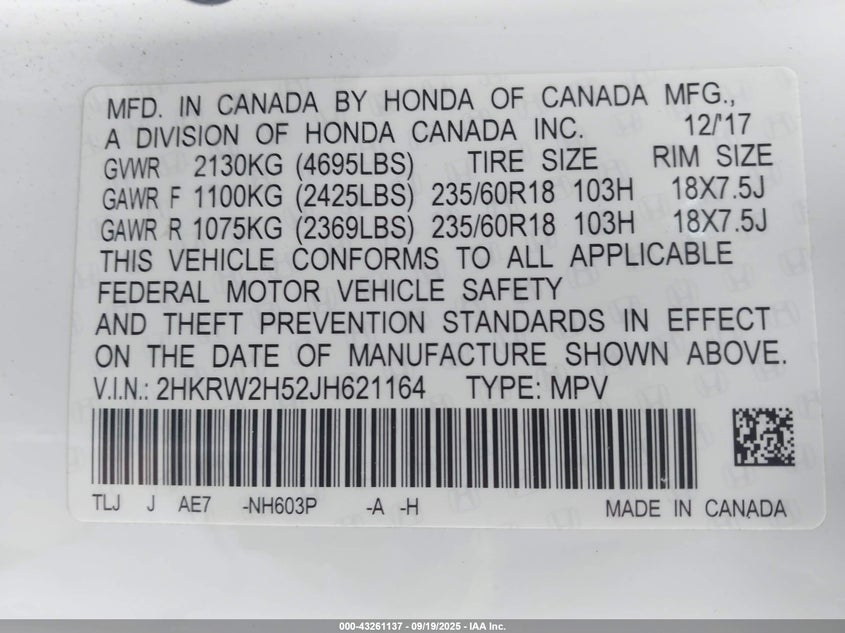 MFD. IN CANADA BY HONDA OF CANADA MFG.,
A DIVISION OF HONDA CANADA INC. 12/'17
GVWR 2130KG (4695LBS) TIRE SIZE RIM SIZE
GAWR F 1100KG (2425LBS) 235/60R18 103H 18X7.5J
GAWR R 1075KG (2369LBS) 235/60R18 103H 18X7.5J
THIS VEHICLE CONFORMS TO ALL APPLICABLE
FEDERAL MOTOR VEHICLE SAFETY
AND THEFT PREVENTION STANDARDS IN EFFECT
ON THE DATE OF MANUFACTURE SHOWN ABOVE.
V.I.N.: 2HKRW2H52JH621164 TYPE: MPV
TLJ J AE7 -NH603P -A -H MADE IN CANADA
000-43261137 - 09/19/2025 - IAA Inc.